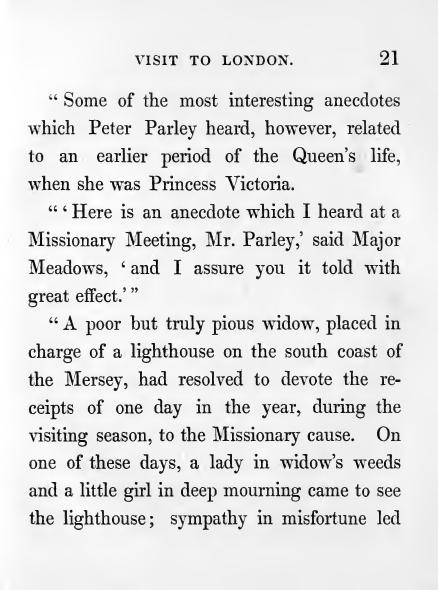 VISIT TO LONDON. 21
“ Some of the most interesting anecdotes
which Peter Parley heard, however, related
to an earlier period of the Queen’s life,
when she was Princess Victoria.
“ ‘ Here is an anecdote which I heard at a
Missionary Meeting, Mr. Parley,’ said Major
Meadows, ‘ and I assure you it told with
great effect.’ ”
“ A poor but truly pious widow, placed in
charge of a lighthouse on the south coast of
the Mersey, had resolved to devote the re-
ceipts of one day in the year, during the
visiting season, to the Missionary cause. On
one of these days, a lady in widow’s weeds
and a little girl in deep mourning came to see
the lighthouse ; sympathy in misfortune led